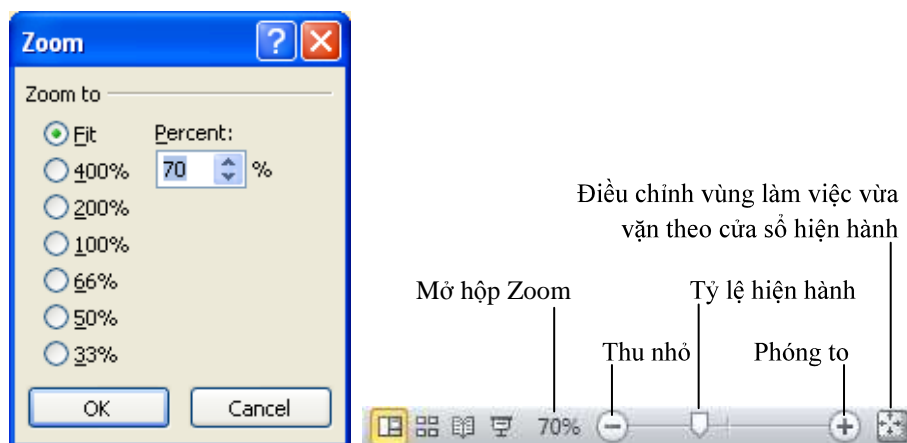 Zoom
Zoom to
Fit
Percent:
400%
70 %
200%
100%
66%
50%
33%
OK
Cancel
Điều chỉnh vùng làm việc vừa
vặn theo cửa sổ hiện hành
Mở hộp Zoom
Tỷ lệ hiện hành
Thu nhỏ
Phóng to
70%